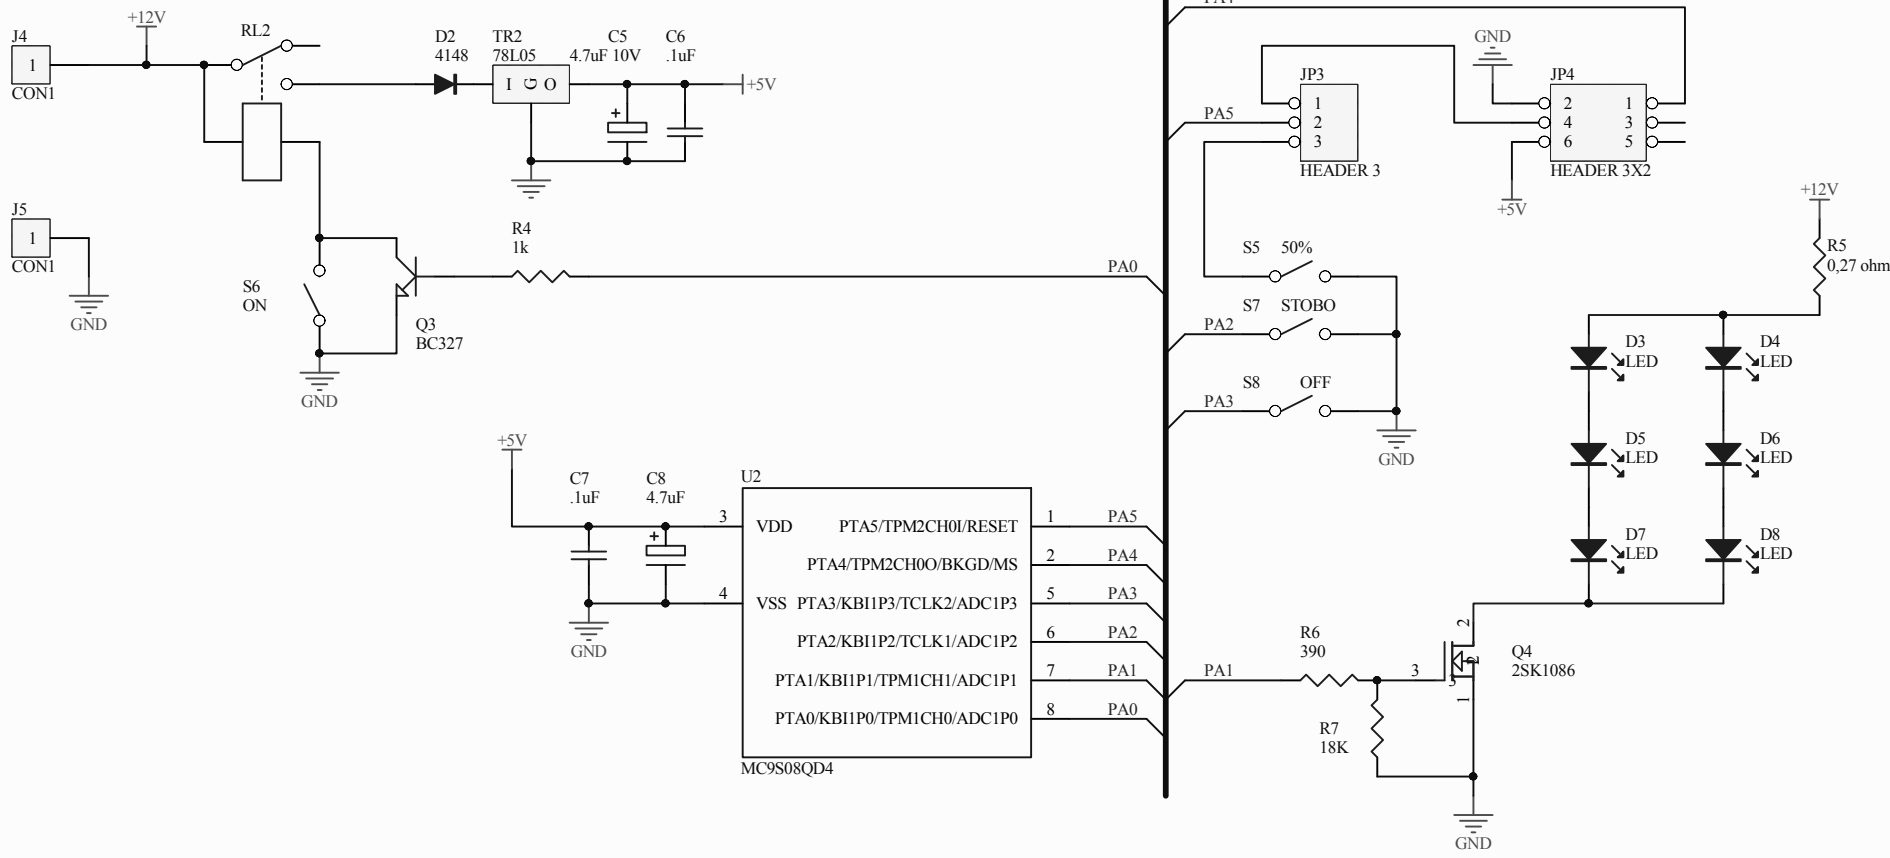 PA4
+12V
J4
1
CON1
RL2
D2
4148
TR2
78L05
I G O
C5
4.7uF 10V
C6
.1uF
+5V
GND
JP3
1
2
3
HEADER 3
PA5
JP4
2 1
4 3
6 5
HEADER 3X2
+5V
+12V
R5
0,27 ohm
J5
1
CON1
GND
R4
1k
PA0
S6
ON
Q3
BC327
GND
S5 50%
S7 STOBO
PA2
S8 OFF
PA3
GND
D3
LED
D4
LED
D5
LED
D6
LED
D7
LED
D8
LED
+5V
C7
.1uF
C8
4.7uF
GND
U2
3 VDD PTA5/TPM2CH0I/RESET 1 PA5
PTA4/TPM2CH0O/BKGD/MS 2 PA4
4 VSS PTA3/KBI1P3/TCLK2/ADC1P3 5 PA3
PTA2/KBI1P2/TCLK1/ADC1P2 6 PA2
PTA1/KBI1P1/TPM1CH1/ADC1P1 7 PA1
PTA0/KBI1P0/TPM1CH0/ADC1P0 8 PA0
MC9S08QD4
PA1
R6
390
R7
18K
3
2
1
Q4
2SK1086
GND